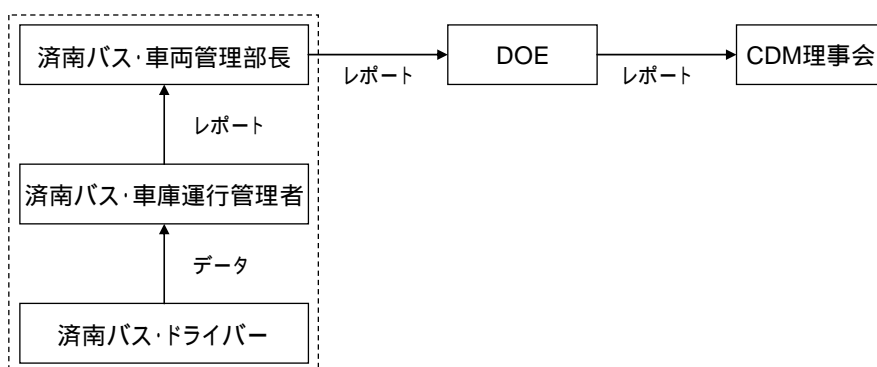 済南バス・車両管理部長
レポート
DOE
レポート
CDM理事会
レポート
済南バス・車庫運行管理者
データ
済南バス・ドライバー